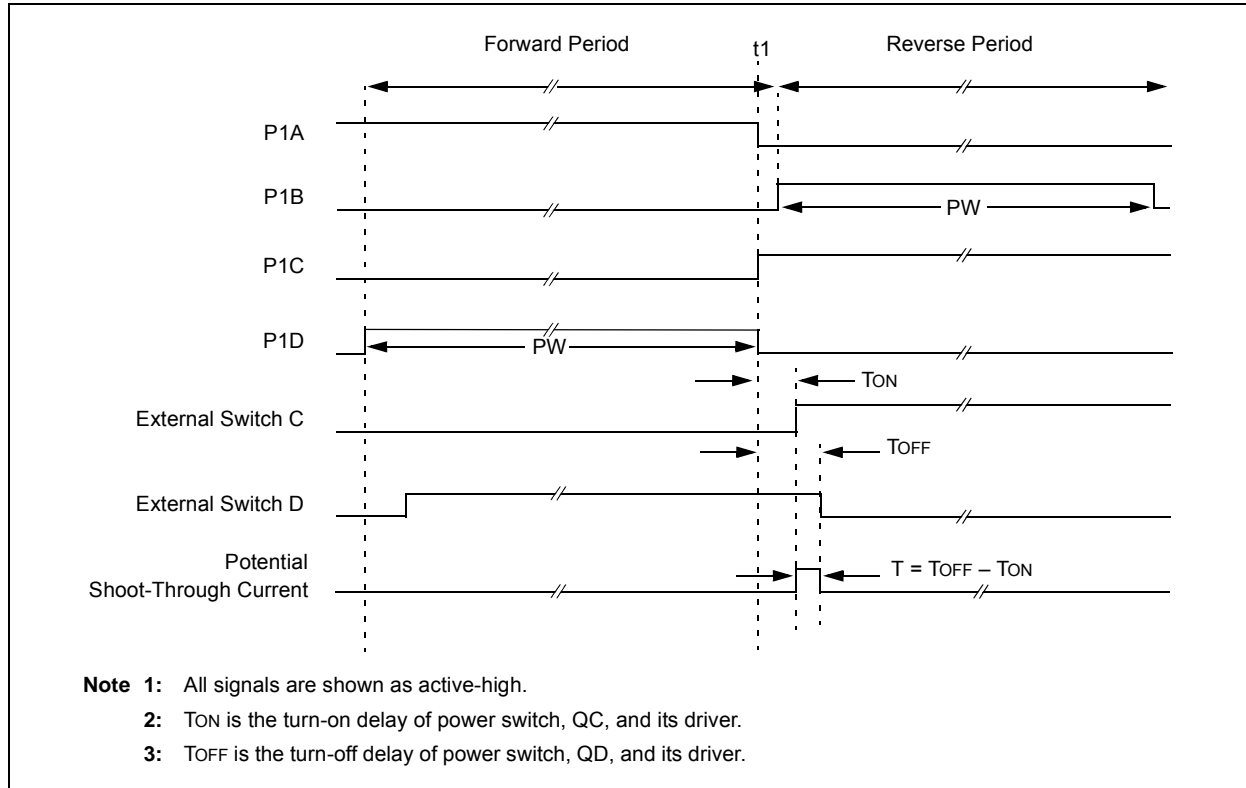 Forward Period
t1
Reverse Period
P1A
P1B
PW
P1C
P1D
PW
TON
External Switch C
TOFF
External Switch D
Potential
Shoot-Through Current
T = TOFF – TON
Note 1: All signals are shown as active-high.
2: TON is the turn-on delay of power switch, QC, and its driver.
3: TOFF is the turn-off delay of power switch, QD, and its driver.